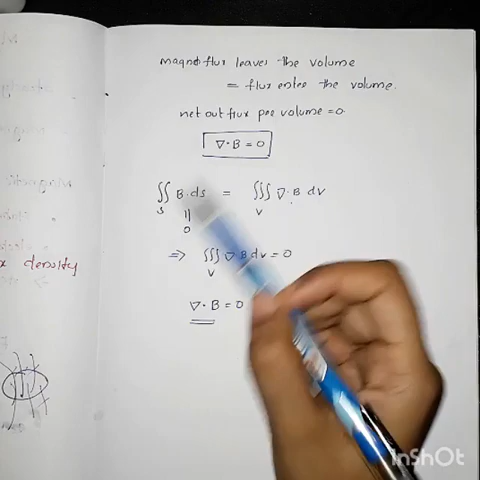 magnet flux leaves the volume
= flux enter the volume.
net out flux per volume = 0
∇·B = 0
∬ B.ds = ∭ ∇·B dV
S V
11
0
⇒ ∭ ∇ B dv = 0
V
∇·B = 0
density
InShOt